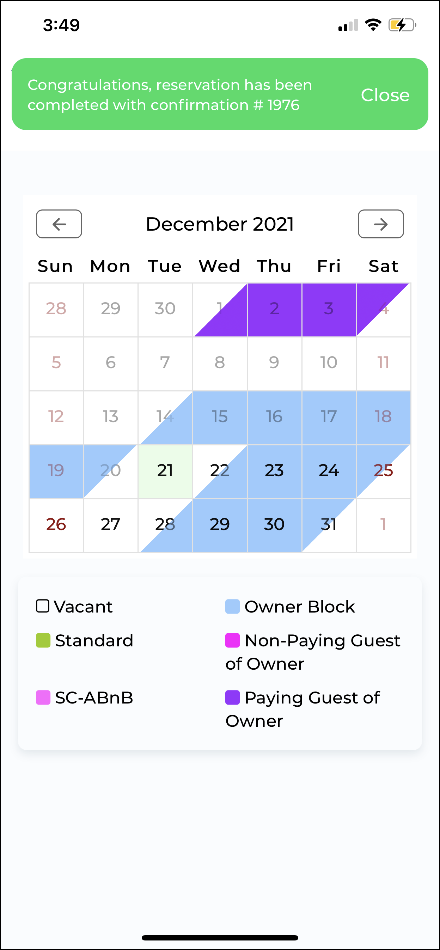 3:49
Congratulations, reservation has been
completed with confirmation # 1976
Close
December 2021
Sun Mon Tue Wed Thu Fri Sat
28 29 30 1 2 3 4
5 6 7 8 9 10 11
12 13 14 15 16 17 18
19 20 21 22 23 24 25
26 27 28 29 30 31 1
Vacant
Owner Block
Standard
Non-Paying Guest
of Owner
SC-ABnB
Paying Guest of
Owner